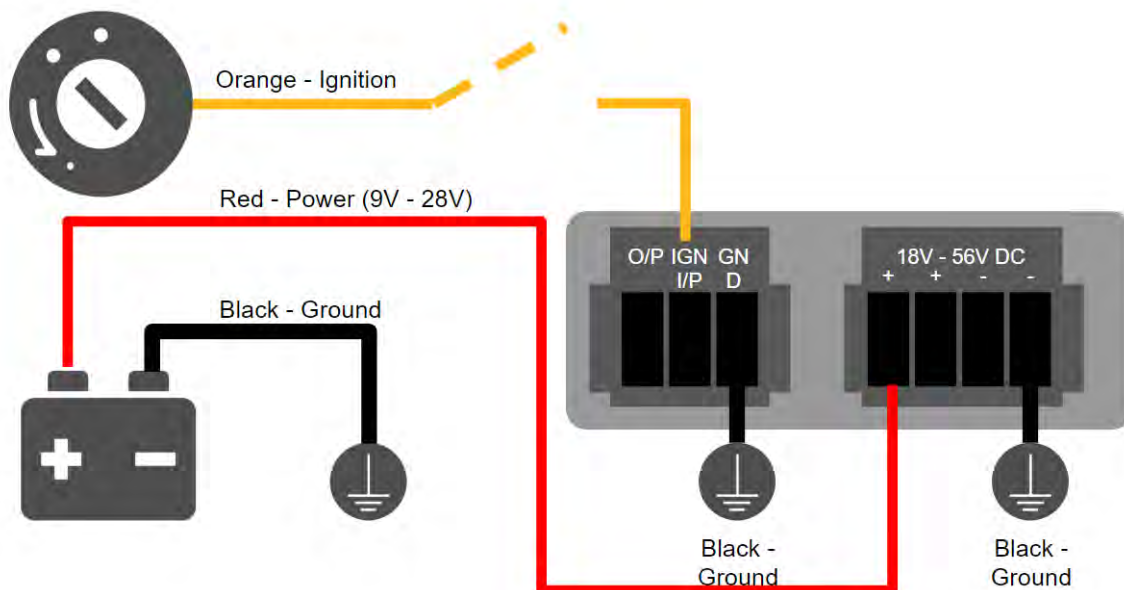 Orange - Ignition
Red - Power (9V - 28V)
Black - Ground
O/P IGN GN
I/P D
18V - 56V DC
+ + - -
+ -
Black -
Ground
Black -
Ground